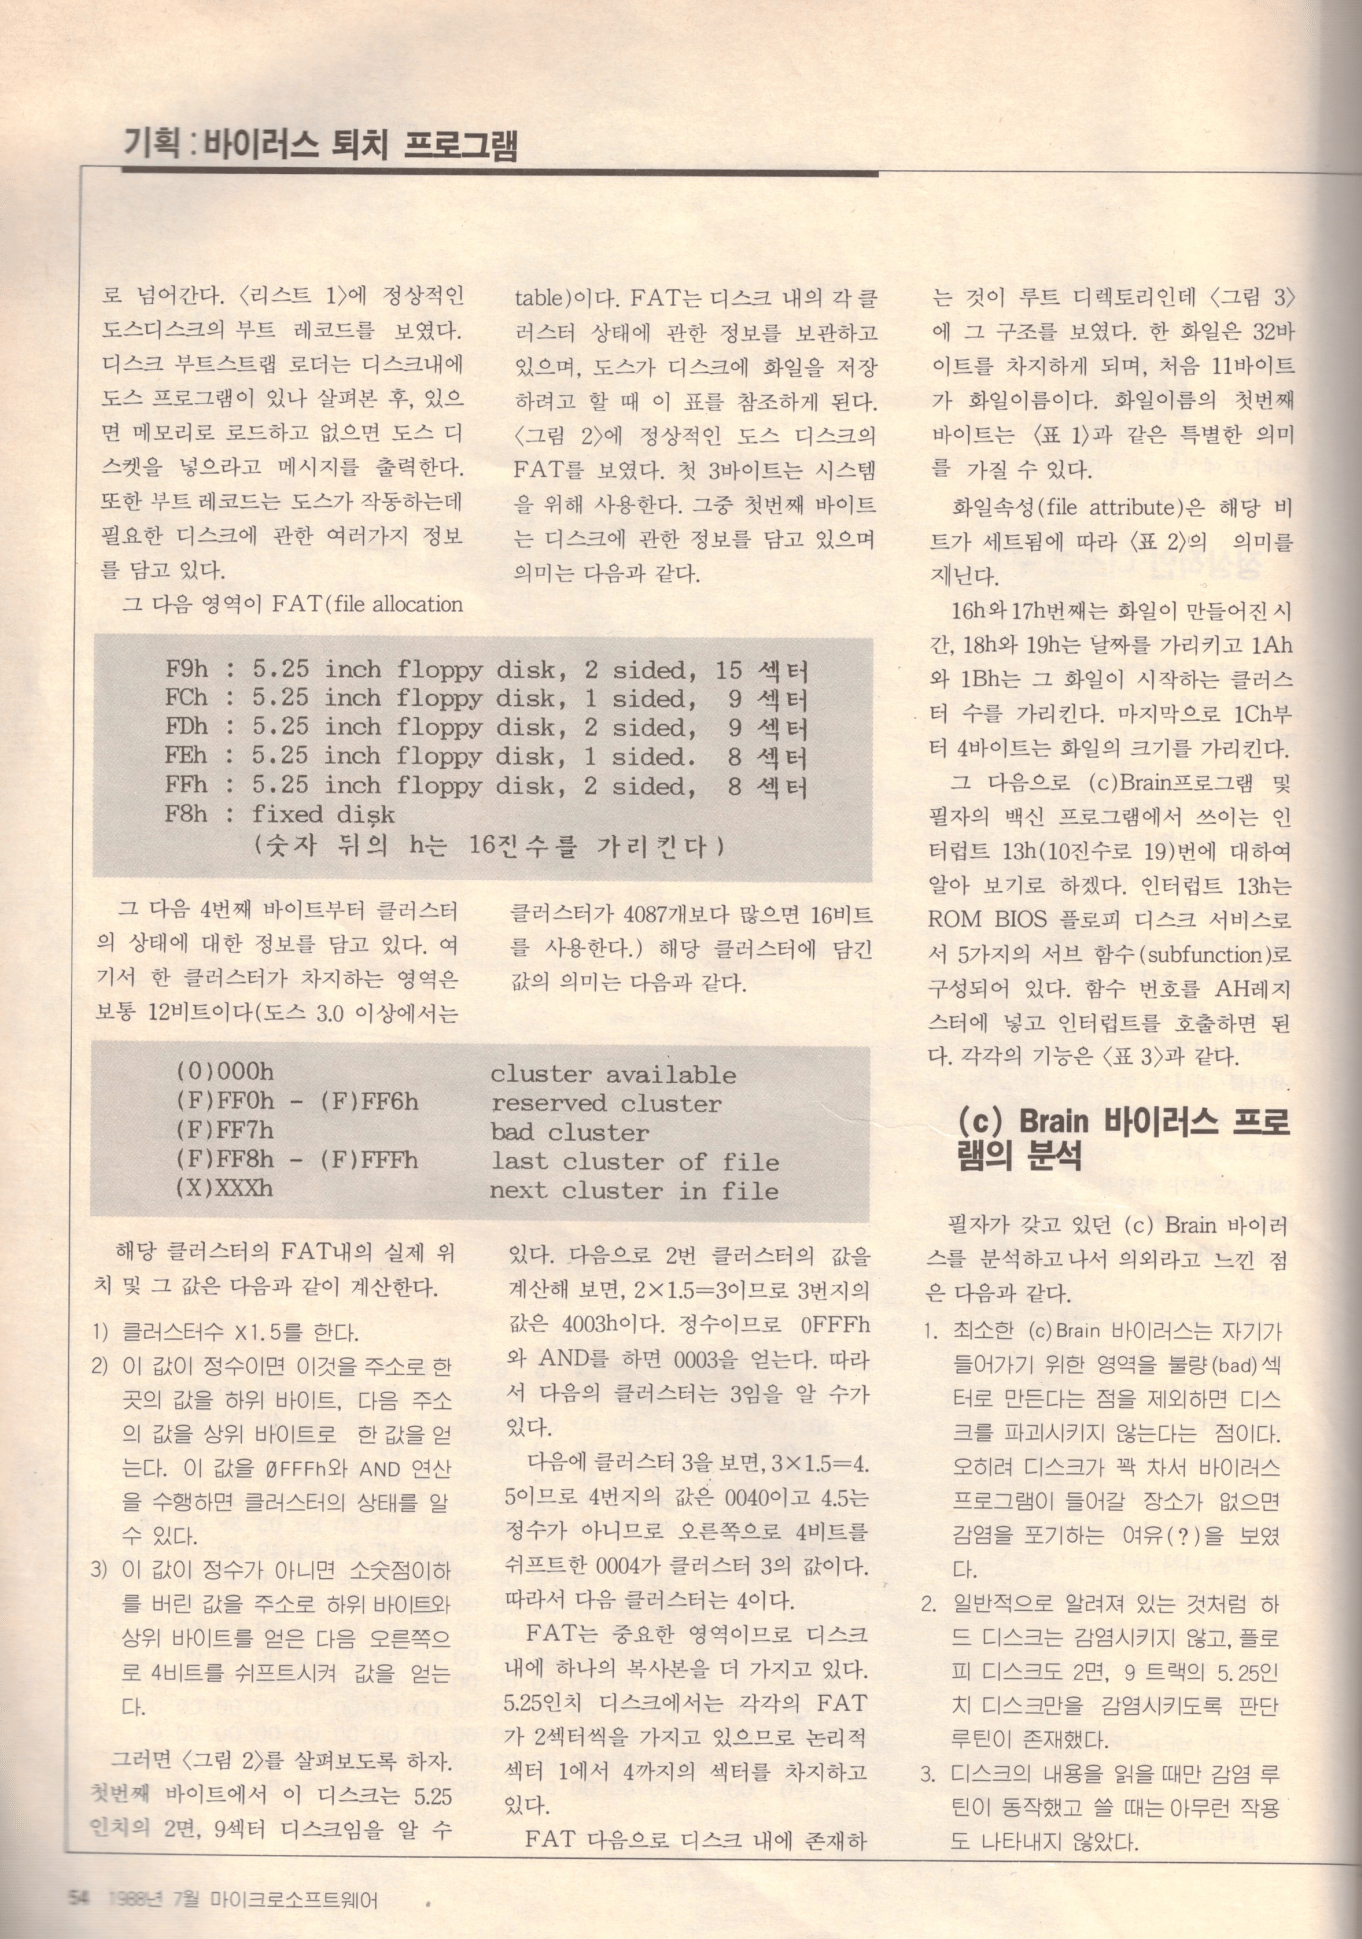 기획 : 바이러스 퇴치 프로그램
로 넘어간다. 〈리스트 1〉에 정상적인
도스디스크의 부트 레코드를 보였다.
디스크 부트스트랩 로더는 디스크내에
도스 프로그램이 있나 살펴본 후, 있으
면 메모리로 로드하고 없으면 도스 디
스켓을 넣으라고 메시지를 출력한다.
또한 부트 레코드는 도스가 작동하는데
필요한 디스크에 관한 여러가지 정보
를 담고 있다.
그 다음 영역이 FAT(file allocation
table)이다. FAT는 디스크 내의 각 클
러스터 상태에 관한 정보를 보관하고
있으며, 도스가 디스크에 화일을 저장
하려고 할 때 이 표를 참조하게 된다.
〈그림 2〉에 정상적인 도스 디스크의
FAT를 보였다. 첫 3바이트는 시스템
을 위해 사용한다. 그중 첫번째 바이트
는 디스크에 관한 정보를 담고 있으며
의미는 다음과 같다.
F9h : 5.25 inch floppy disk, 2 sided, 15 섹터
FCh : 5.25 inch floppy disk, 1 sided, 9 섹터
FDh : 5.25 inch floppy disk, 2 sided, 9 섹터
FEh : 5.25 inch floppy disk, 1 sided. 8 섹터
FFh : 5.25 inch floppy disk, 2 sided, 8 섹터
F8h : fixed disk
(숫자 뒤의 h는 16진수를 가리킨다)
그 다음 4번째 바이트부터 클러스터
의 상태에 대한 정보를 담고 있다. 여
기서 한 클러스터가 차지하는 영역은
보통 12비트이다(도스 3.0 이상에서는
클러스터가 4087개보다 많으면 16비트
를 사용한다.) 해당 클러스터에 담긴
값의 의미는 다음과 같다.
(0)000h cluster available
(F)FF0h - (F)FF6h reserved cluster
(F)FF7h bad cluster
(F)FF8h - (F)FFFh last cluster of file
(X)XXXh next cluster in file
해당 클러스터의 FAT내의 실제 위
치 및 그 값은 다음과 같이 계산한다.
1) 클러스터수 X1.5를 한다.
2) 이 값이 정수이면 이것을 주소로 한
곳의 값을 하위 바이트, 다음 주소
의 값을 상위 바이트로 한 값을 얻
는다. 이 값을 0FFFh와 AND 연산
을 수행하면 클러스터의 상태를 알
수 있다.
3) 이 값이 정수가 아니면 소숫점이하
를 버린 값을 주소로 하위 바이트와
상위 바이트를 얻은 다음 오른쪽으
로 4비트를 쉬프트시켜 값을 얻는
다.
그러면 〈그림 2〉를 살펴보도록 하자.
첫번째 바이트에서 이 디스크는 5.25
인치의 2면, 9섹터 디스크임을 알 수
있다. 다음으로 2번 클러스터의 값을
계산해 보면, 2×1.5=3이므로 3번지의
값은 4003h이다. 정수이므로 0FFFh
와 AND를 하면 0003을 얻는다. 따라
서 다음의 클러스터는 3임을 알 수가
있다.
다음에 클러스터 3을 보면, 3×1.5=4.
5이므로 4번지의 값은 0040이고 4.5는
정수가 아니므로 오른쪽으로 4비트를
쉬프트한 0004가 클러스터 3의 값이다.
따라서 다음 클러스터는 4이다.
FAT는 중요한 영역이므로 디스크
내에 하나의 복사본을 더 가지고 있다.
5.25인치 디스크에서는 각각의 FAT
가 2섹터씩을 가지고 있으므로 논리적
섹터 1에서 4까지의 섹터를 차지하고
있다.
FAT 다음으로 디스크 내에 존재하
는 것이 루트 디렉토리인데 〈그림 3〉
에 그 구조를 보였다. 한 화일은 32바
이트를 차지하게 되며, 처음 11바이트
가 화일이름이다. 화일이름의 첫번째
바이트는 〈표 1〉과 같은 특별한 의미
를 가질 수 있다.
화일속성(file attribute)은 해당 비
트가 세트됨에 따라 〈표 2〉의 의미를
지닌다.
16h와 17h번째는 화일이 만들어진 시
간, 18h와 19h는 날짜를 가리키고 1Ah
와 1Bh는 그 화일이 시작하는 클러스
터 수를 가리킨다. 마지막으로 1Ch부
터 4바이트는 화일의 크기를 가리킨다.
그 다음으로 (c)Brain프로그램 및
필자의 백신 프로그램에서 쓰이는 인
터럽트 13h(10진수로 19)번에 대하여
알아 보기로 하겠다. 인터럽트 13h는
ROM BIOS 플로피 디스크 서비스로
서 5가지의 서브 함수(subfunction)로
구성되어 있다. 함수 번호를 AH레지
스터에 넣고 인터럽트를 호출하면 된
다. 각각의 기능은 〈표 3〉과 같다.
(c) Brain 바이러스 프로
램의 분석
필자가 갖고 있던 (c) Brain 바이러
스를 분석하고 나서 의외라고 느낀 점
은 다음과 같다.
1. 최소한 (c)Brain 바이러스는 자기가
들어가기 위한 영역을 불량(bad)섹
터로 만든다는 점을 제외하면 디스
크를 파괴시키지 않는다는 점이다.
오히려 디스크가 꽉 차서 바이러스
프로그램이 들어갈 장소가 없으면
감염을 포기하는 여유(?)을 보였
다.
2. 일반적으로 알려져 있는 것처럼 하
드 디스크는 감염시키지 않고, 플로
피 디스크도 2면, 9 트랙의 5.25인
치 디스크만을 감염시키도록 판단
루틴이 존재했다.
3. 디스크의 내용을 읽을 때만 감염 루
틴이 동작했고 쓸 때는 아무런 작용
도 나타내지 않았다.
54 1988년 7월 마이크로소프트웨어